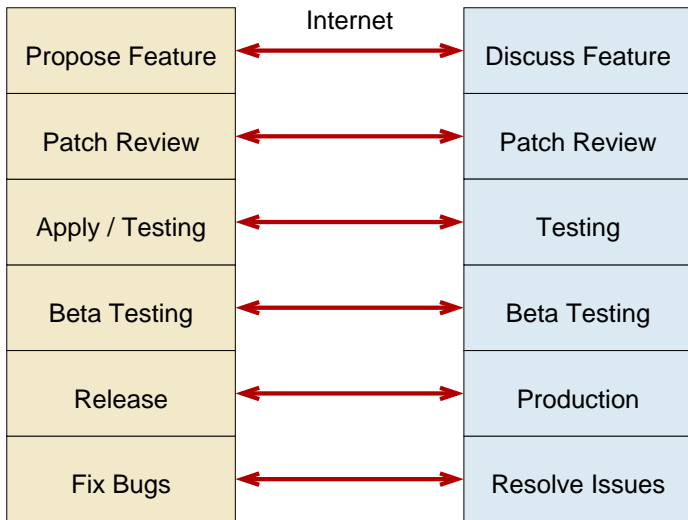 Internet
Propose Feature
Discuss Feature
Patch Review
Patch Review
Apply / Testing
Testing
Beta Testing
Beta Testing
Release
Production
Fix Bugs
Resolve Issues